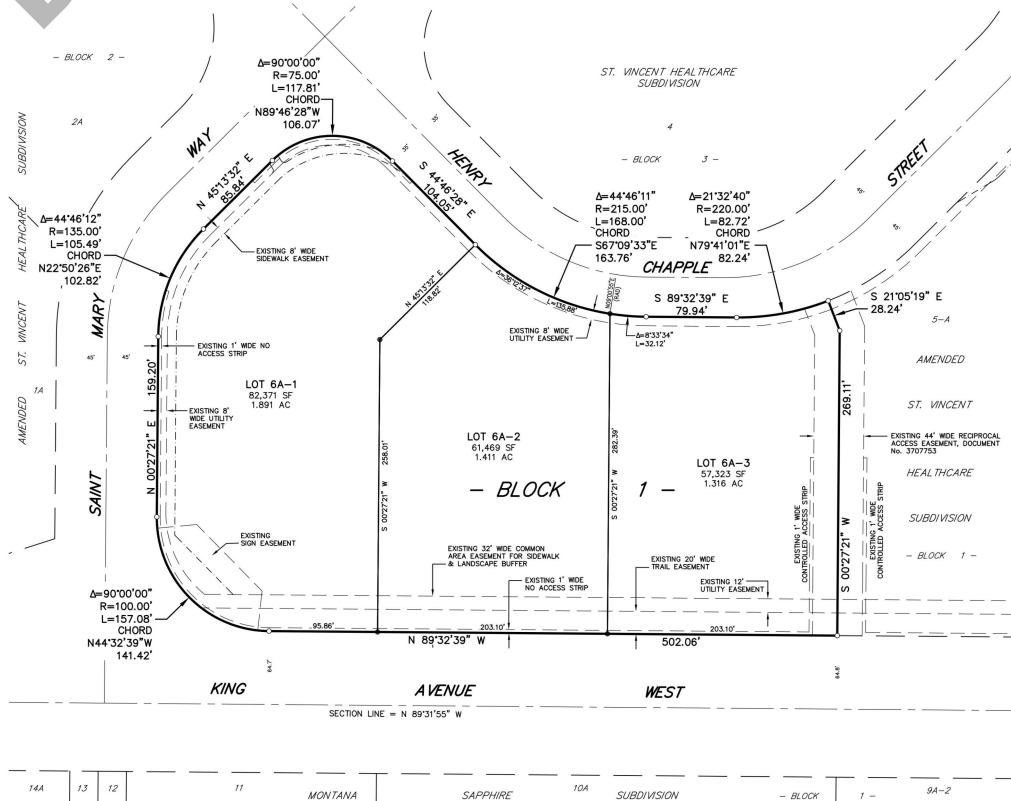 - BLOCK 2 -
2A
AMENDED ST. VINCENT HEALTHCARE SUBDIVISION
1A
Δ=90°00'00"
R=75.00'
L=117.81'
CHORD
N89°46'28"W
106.07'
WAY
HENRY
ST. VINCENT HEALTHCARE
SUBDIVISION
4
- BLOCK 3 -
STREET
45'
45'
N 45°13'32" E
85.84'
S 44°46'28" E
104.05'
Δ=44°46'11"
R=215.00'
L=168.00'
CHORD
S67°09'33"E
163.76'
Δ=21°32'40"
R=220.00'
L=82.72'
CHORD
N79°41'01"E
82.24'
Δ=44°46'12"
R=135.00'
L=105.49'
CHORD
N22°50'26"E
102.82'
EXISTING 8' WIDE
SIDEWALK EASEMENT
N 45°13'32" E
118.82'
Δ=36°12'37"
L=135.88'
(RAD)
CHAPPLE
S 89°32'39" E
79.94'
S 21°05'19" E
28.24'
5-A
MARY
45'
45'
EXISTING 1' WIDE NO
ACCESS STRIP
EXISTING 8' WIDE
UTILITY EASEMENT
Δ=8°33'34"
L=32.12'
AMENDED
159.20'
N 00°27'21" E
LOT 6A-1
82,371 SF
1.891 AC
EXISTING 8'
WIDE UTILITY
EASEMENT
258.01'
S 00°27'21" W
LOT 6A-2
61,469 SF
1.411 AC
282.39'
S 00°27'21" W
LOT 6A-3
57,323 SF
1.316 AC
269.11'
S 00°27'21" W
ST. VINCENT
EXISTING 44' WIDE RECIPROCAL
ACCESS EASEMENT, DOCUMENT
No. 3707753
HEALTHCARE
SUBDIVISION
- BLOCK 1 -
- BLOCK 1 -
SAINT
EXISTING
SIGN EASEMENT
EXISTING 32' WIDE COMMON
AREA EASEMENT FOR SIDEWALK
& LANDSCAPE BUFFER
EXISTING 1' WIDE
NO ACCESS STRIP
EXISTING 20' WIDE
TRAIL EASEMENT
EXISTING 12'
UTILITY EASEMENT
EXISTING 1' WIDE
CONTROLLED ACCESS STRIP
EXISTING 1' WIDE
CONTROLLED ACCESS STRIP
Δ=90°00'00"
R=100.00'
L=157.08'
CHORD
N44°32'39"W
141.42'
95.86'
203.10'
203.10'
N 89°32'39" W
502.06'
64.7'
64.8'
KING AVENUE WEST
SECTION LINE = N 89°31'55" W
14A 13 12 11 MONTANA SAPPHIRE 10A SUBDIVISION - BLOCK 1 - 9A-2